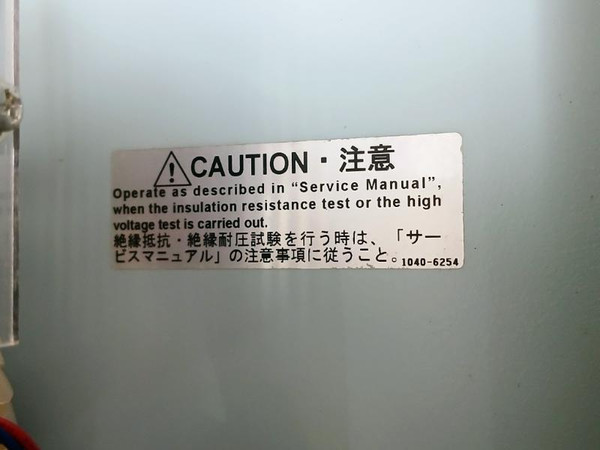 CAUTION・注意
Operate as described in “Service Manual”,
when the insulation resistance test or the high
voltage test is carried out.
絶縁抵抗・絶縁耐圧試験を行う時は、「サー
ビスマニュアル」の注意事項に従うこと。1040-6254